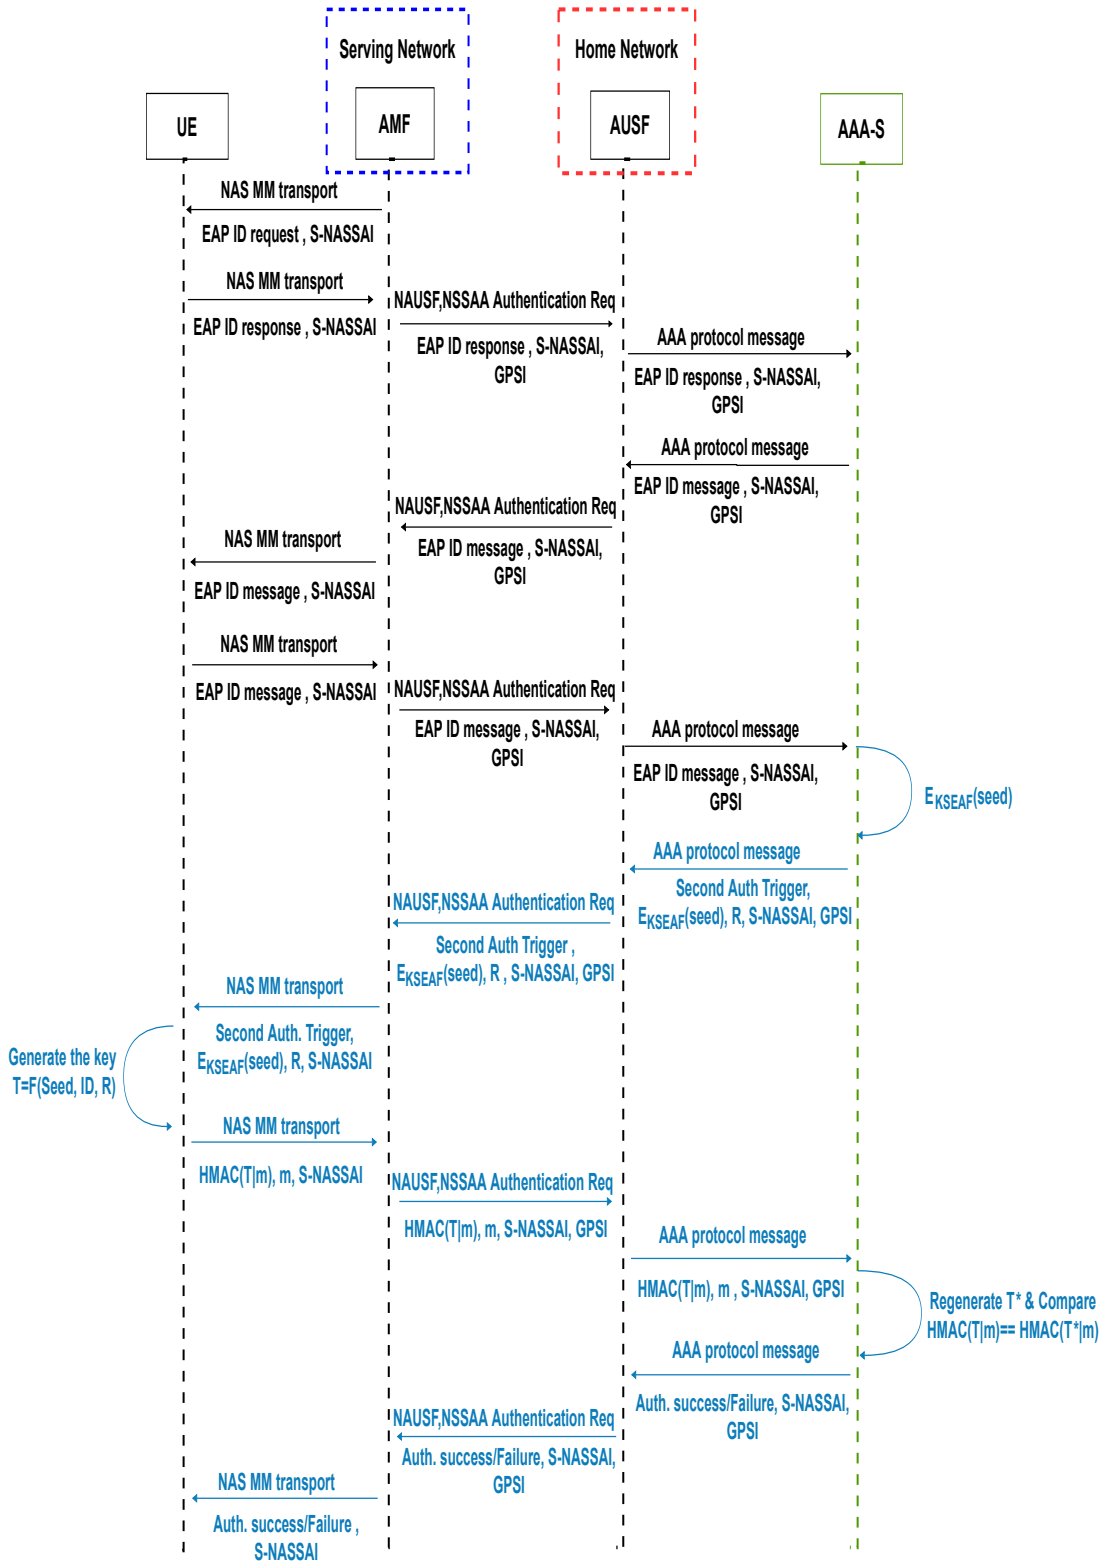 Serving Network
Home Network
UE
AMF
AUSF
AAA-S
NAS MM transport
EAP ID request , S-NASSAI
NAS MM transport
EAP ID response , S-NASSAI
NAUSF,NSSAA Authentication Req
EAP ID response , S-NASSAI,
GPSI
AAA protocol message
EAP ID response , S-NASSAI,
GPSI
AAA protocol message
EAP ID message , S-NASSAI,
GPSI
NAUSF,NSSAA Authentication Req
EAP ID message , S-NASSAI,
GPSI
NAS MM transport
EAP ID message , S-NASSAI
NAS MM transport
EAP ID message , S-NASSAI
NAUSF,NSSAA Authentication Req
EAP ID message , S-NASSAI,
GPSI
AAA protocol message
EAP ID message , S-NASSAI,
GPSI
EKSEAF(seed)
AAA protocol message
Second Auth Trigger,
EKSEAF(seed), R, S-NASSAI, GPSI
NAUSF,NSSAA Authentication Req
Second Auth Trigger ,
EKSEAF(seed), R , S-NASSAI, GPSI
NAS MM transport
Second Auth. Trigger,
EKSEAF(seed), R, S-NASSAI
Generate the key
T=F(Seed, ID, R)
NAS MM transport
HMAC(T|m), m, S-NASSAI
NAUSF,NSSAA Authentication Req
HMAC(T|m), m, S-NASSAI, GPSI
AAA protocol message
HMAC(T|m), m , S-NASSAI, GPSI
Regenerate T* & Compare
HMAC(T|m)== HMAC(T*|m)
AAA protocol message
Auth. success/Failure, S-NASSAI,
GPSI
NAUSF,NSSAA Authentication Req
Auth. success/Failure, S-NASSAI,
GPSI
NAS MM transport
Auth. success/Failure ,
S-NASSAI